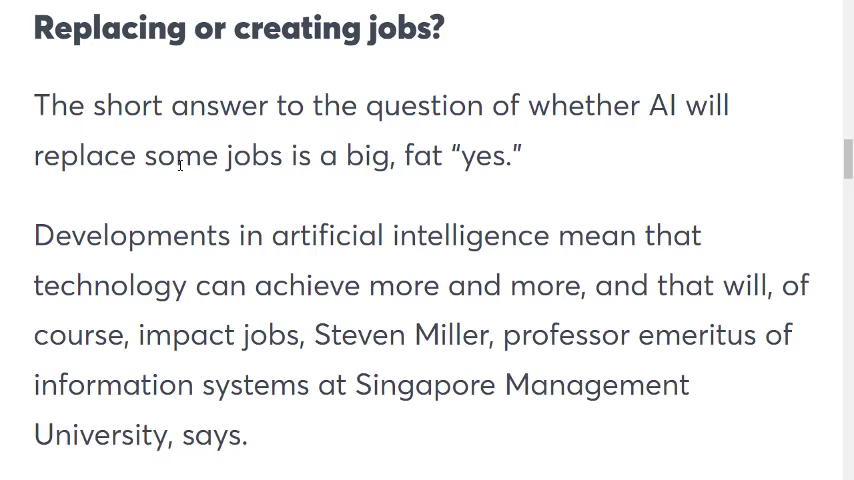 Replacing or creating jobs?
The short answer to the question of whether AI will
replace some jobs is a big, fat “yes.”
Developments in artificial intelligence mean that
technology can achieve more and more, and that will, of
course, impact jobs, Steven Miller, professor emeritus of
information systems at Singapore Management
University, says.